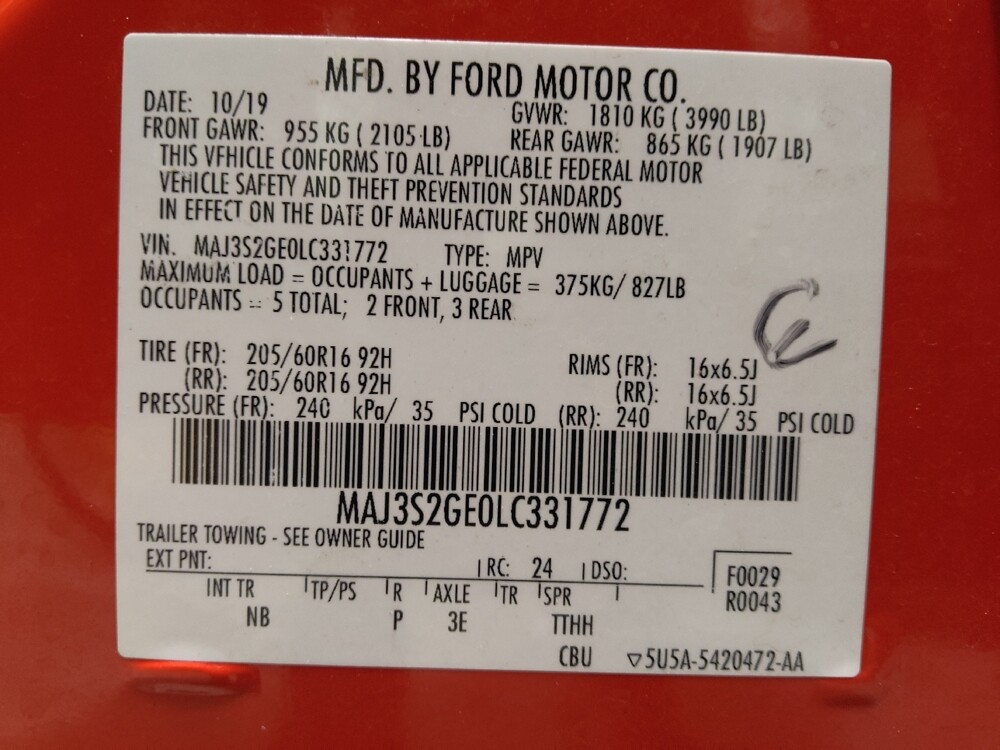 MFD. BY FORD MOTOR CO.
DATE: 10/19 GVWR: 1810 KG ( 3990 LB)
FRONT GAWR: 955 KG ( 2105 LB) REAR GAWR: 865 KG ( 1907 LB)
THIS VEHICLE CONFORMS TO ALL APPLICABLE FEDERAL MOTOR
VEHICLE SAFETY AND THEFT PREVENTION STANDARDS
IN EFFECT ON THE DATE OF MANUFACTURE SHOWN ABOVE.
VIN. MAJ3S2GE0LC331772 TYPE: MPV
MAXIMUM LOAD = OCCUPANTS + LUGGAGE = 375KG/ 827LB
OCCUPANTS = 5 TOTAL; 2 FRONT, 3 REAR
TIRE (FR): 205/60R16 92H RIMS (FR): 16x6.5J
(RR): 205/60R16 92H (RR): 16x6.5J
PRESSURE (FR): 240 kPa/ 35 PSI COLD (RR): 240 kPa/ 35 PSI COLD
MAJ3S2GE0LC331772
TRAILER TOWING - SEE OWNER GUIDE
EXT PNT: RC: 24 DSO: F0029
R0043
INT TR TP/PS R AXLE TR SPR
NB P 3E TTHH
CBU ▽5U5A-5420472-AA